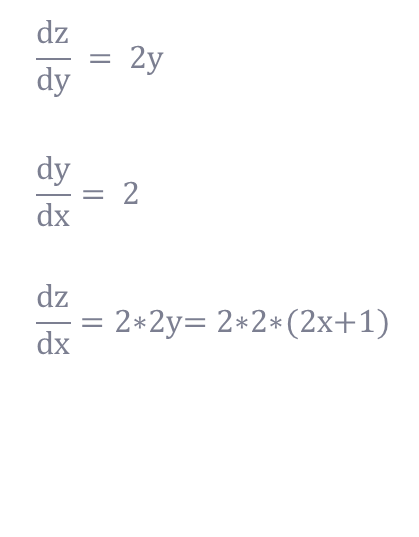 dz
dy = 2y
dy
dx = 2
dz
dx = 2*2y= 2*2*(2x+1)